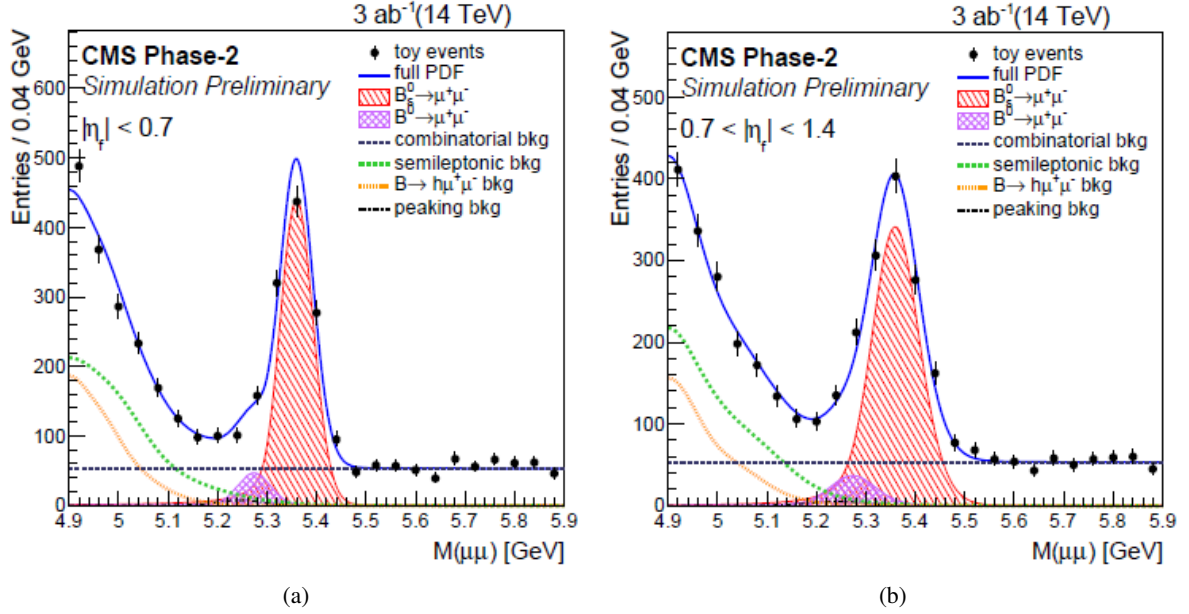 3 ab⁻¹(14 TeV)
CMS Phase-2
Simulation Preliminary
|η_f| < 0.7
toy events
full PDF
B⁰_s→μ⁺μ⁻
B⁰→μ⁺μ⁻
combinatorial bkg
semileptonic bkg
B→ hμ⁺μ⁻ bkg
peaking bkg
Entries / 0.04 GeV
600
500
400
300
200
100
0
4.9 5 5.1 5.2 5.3 5.4 5.5 5.6 5.7 5.8 5.9
M(μμ) [GeV]
(a)
3 ab⁻¹(14 TeV)
CMS Phase-2
Simulation Preliminary
0.7 < |η_f| < 1.4
toy events
full PDF
B⁰_s→μ⁺μ⁻
B⁰→μ⁺μ⁻
combinatorial bkg
semileptonic bkg
B→ hμ⁺μ⁻ bkg
peaking bkg
Entries / 0.04 GeV
500
400
300
200
100
0
4.9 5 5.1 5.2 5.3 5.4 5.5 5.6 5.7 5.8 5.9
M(μμ) [GeV]
(b)